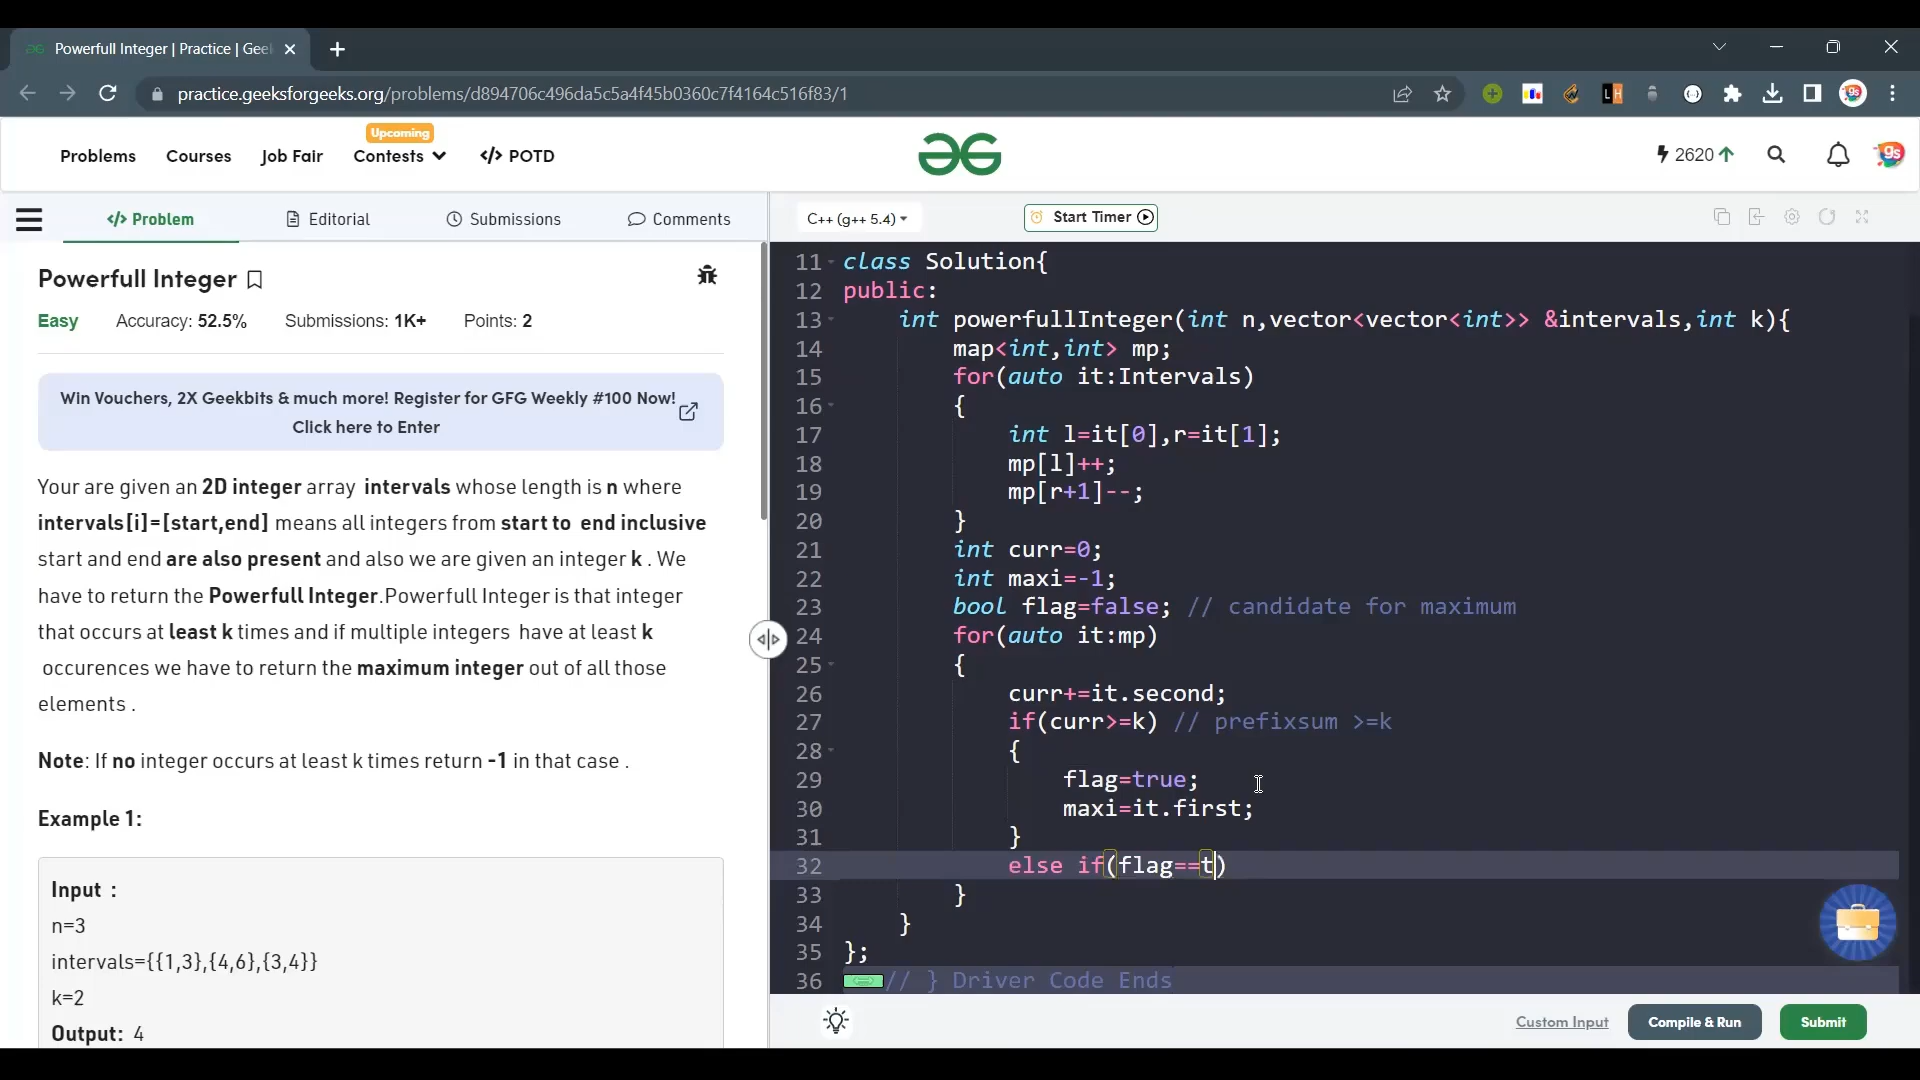 Powerfull Integer | Practice | Geek
practice.geeksforgeeks.org/problems/d894706c496da5c5a4f45b0360c7f4164c516f83/1
Upcoming
Problems Courses Job Fair Contests </> POTD
2620
gs
</> Problem Editorial Submissions Comments
C++ (g++ 5.4) Start Timer
Powerfull Integer
Easy Accuracy: 52.5% Submissions: 1K+ Points: 2
Win Vouchers, 2X Geekbits & much more! Register for GFG Weekly #100 Now!
Click here to Enter
Your are given an 2D integer array intervals whose length is n where
intervals[i]=[start,end] means all integers from start to end inclusive
start and end are also present and also we are given an integer k . We
have to return the Powerfull Integer.Powerfull Integer is that integer
that occurs at least k times and if multiple integers have at least k
occurences we have to return the maximum integer out of all those
elements .
Note: If no integer occurs at least k times return -1 in that case .
Example 1:
Input :
n=3
intervals={{1,3},{4,6},{3,4}}
k=2
Output: 4
11 class Solution{
12 public:
13 int powerfullInteger(int n,vector<vector<int>> &intervals,int k){
14 map<int,int> mp;
15 for(auto it:Intervals)
16 {
17 int l=it[0],r=it[1];
18 mp[l]++;
19 mp[r+1]--;
20 }
21 int curr=0;
22 int maxi=-1;
23 bool flag=false; // candidate for maximum
24 for(auto it:mp)
25 {
26 curr+=it.second;
27 if(curr>=k) // prefixsum >=k
28 {
29 flag=true;
30 maxi=it.first;
31 }
32 else if(flag==t)
33 }
34 }
35 };
36 // } Driver Code Ends
Custom Input Compile & Run Submit